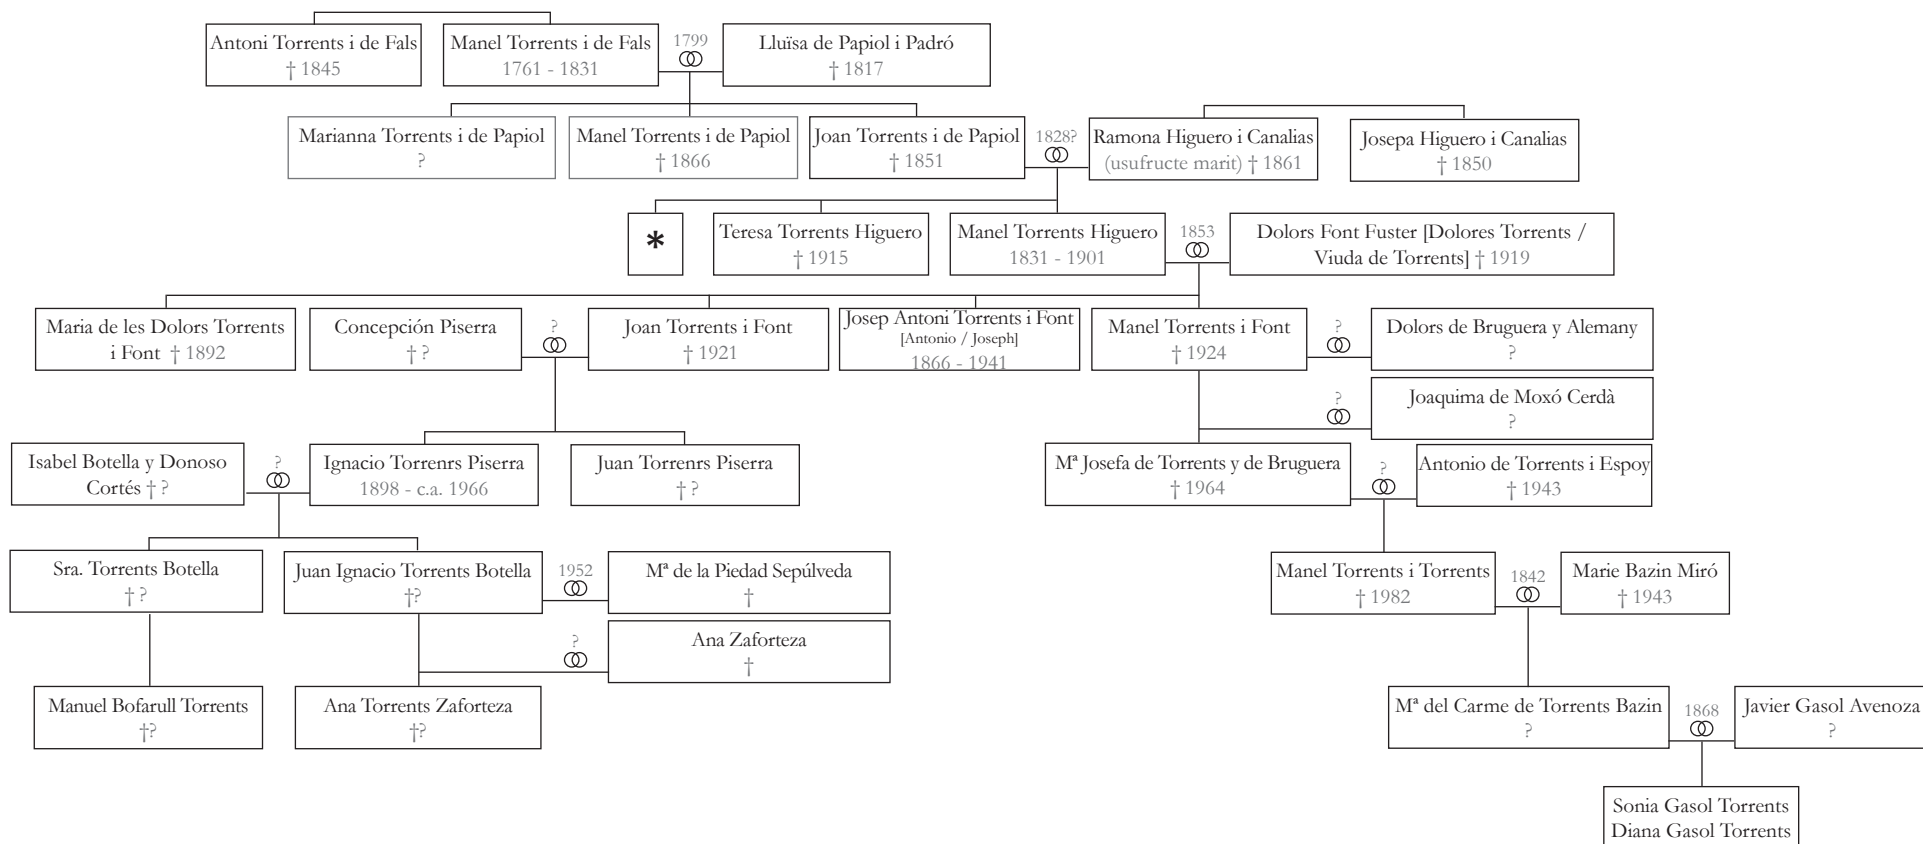 Antoni Torrents i de Fals
† 1845
Manel Torrents i de Fals
1761 - 1831
1799
Lluïsa de Papiol i Padró
† 1817
Marianna Torrents i de Papiol
?
Manel Torrents i de Papiol
† 1866
Joan Torrents i de Papiol
† 1851
1828?
Ramona Higuero i Canalias
(usufructe marit) † 1861
Josepa Higuero i Canalias
† 1850
*
Teresa Torrents Higuero
† 1915
Manel Torrents Higuero
1831 - 1901
1853
Dolors Font Fuster [Dolores Torrents /
Viuda de Torrents] † 1919
Maria de les Dolors Torrents
i Font † 1892
Concepción Piserra
† ?
?
Joan Torrents i Font
† 1921
Josep Antoni Torrents i Font
[Antonio / Joseph]
1866 - 1941
Manel Torrents i Font
† 1924
?
Dolors de Bruguera y Alemany
?
?
Joaquima de Moxó Cerdà
?
Isabel Botella y Donoso
Cortés † ?
?
Ignacio Torrenrs Piserra
1898 - c.a. 1966
Juan Torrenrs Piserra
† ?
Mª Josefa de Torrents y de Bruguera
† 1964
?
Antonio de Torrents i Espoy
† 1943
Sra. Torrents Botella
† ?
Juan Ignacio Torrents Botella
†?
1952
Mª de la Piedad Sepúlveda
†
Manel Torrents i Torrents
† 1982
1842
Marie Bazin Miró
† 1943
?
Ana Zaforteza
†
Manuel Bofarull Torrents
†?
Ana Torrents Zaforteza
†?
Mª del Carme de Torrents Bazin
?
1868
Javier Gasol Avenoza
?
Sonia Gasol Torrents
Diana Gasol Torrents